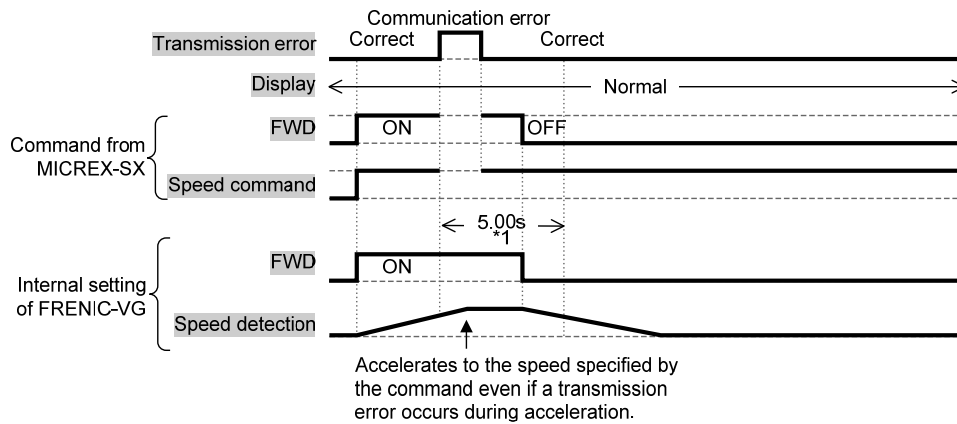 Communication error
Transmission error
Correct
Correct
Display
Normal
Command from
MICREX-SX
FWD
ON
OFF
Speed command
5.00s
*1
Internal setting
of FRENIC-VG
FWD
ON
Speed detection
Accelerates to the speed specified by
the command even if a transmission
error occurs during acceleration.